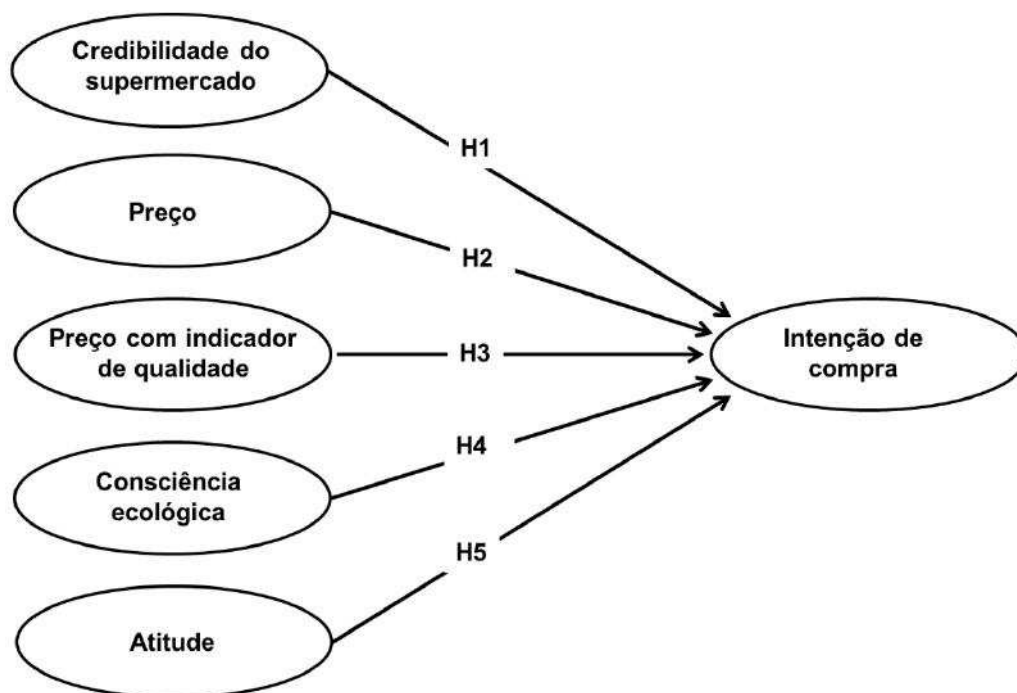 Credibilidade do
supermercado
H1
Preço
H2
Preço com indicador
de qualidade
H3
Intenção de
compra
H4
Consciência
ecológica
H5
Atitude